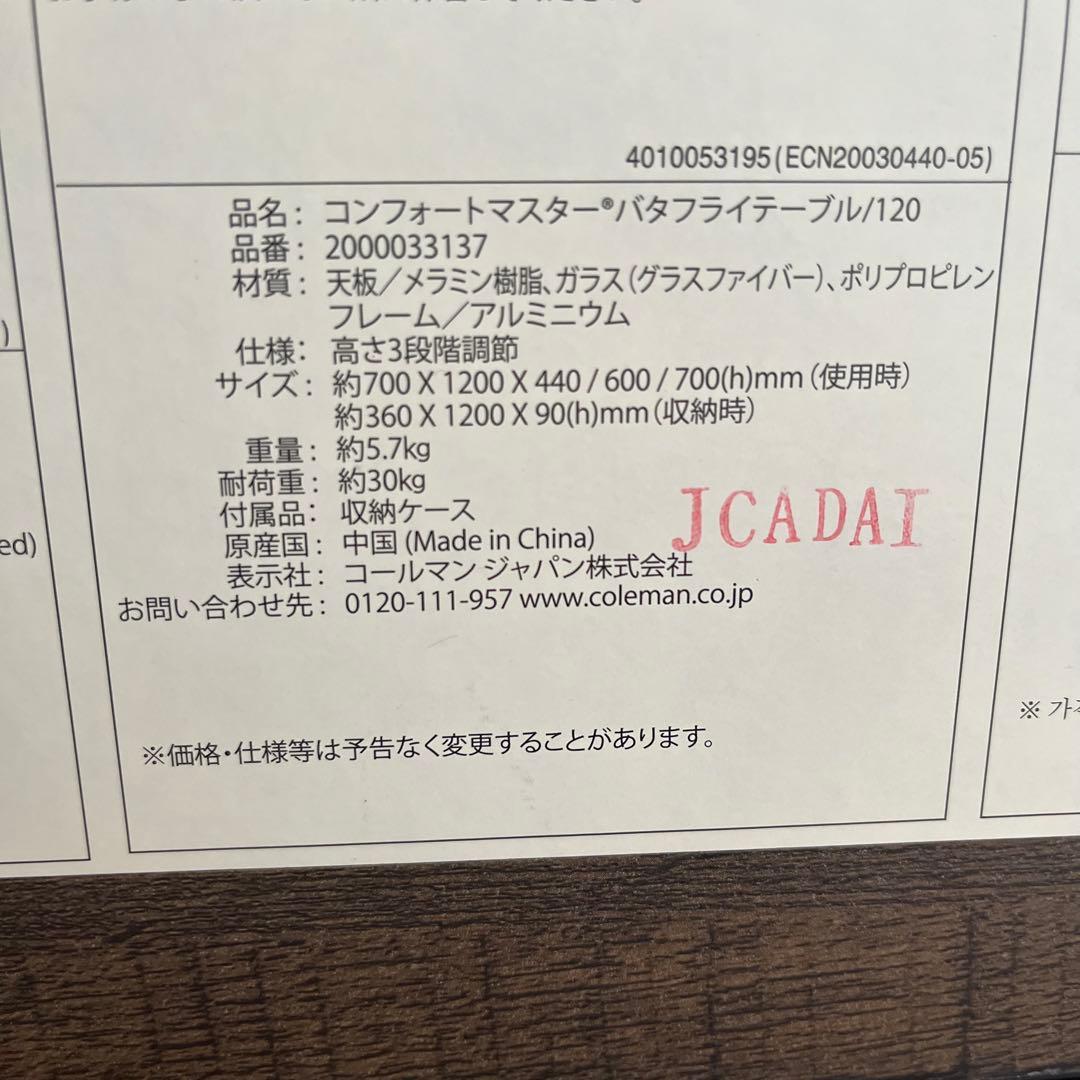 4010053195(ECN20030440-05)
品名: コンフォートマスター®バタフライテーブル/120
品番: 2000033137
材質: 天板/メラミン樹脂、ガラス(グラスファイバー)、ポリプロピレン
フレーム/アルミニウム
仕様: 高さ3段階調節
サイズ: 約700 X 1200 X 440 / 600 / 700(h)mm (使用時)
約360 X 1200 X 90(h)mm (収納時)
重量: 約5.7kg
耐荷重: 約30kg
付属品: 収納ケース
原産国: 中国 (Made in China)
表示社: コールマン ジャパン株式会社
お問い合わせ先: 0120-111-957 www.coleman.co.jp
JCADAI
※価格・仕様等は予告なく変更することがあります。
)
ed)
※ 가